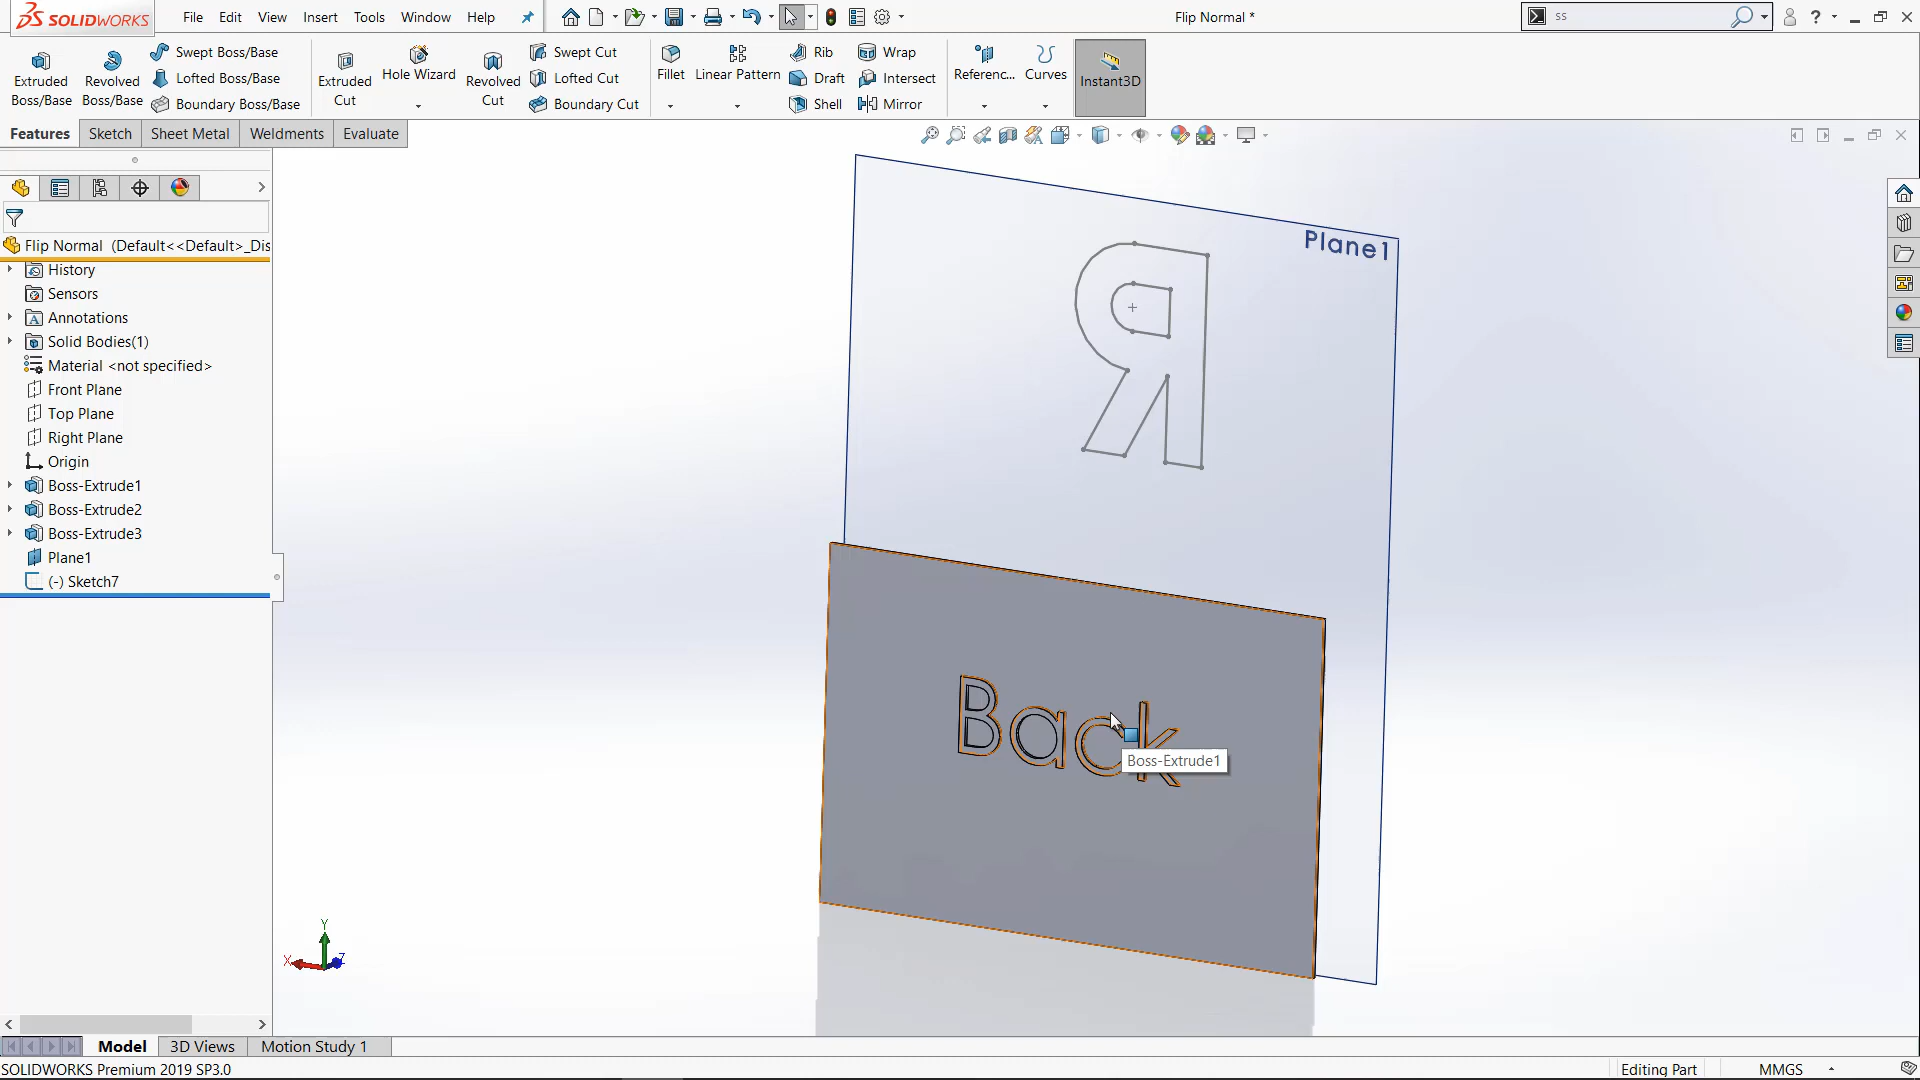 SOLIDWORKS File Edit View Insert Tools Window Help Flip Normal * ss ?
Extruded Boss/Base
Revolved Boss/Base
Swept Boss/Base
Lofted Boss/Base
Boundary Boss/Base
Extruded Cut
Hole Wizard
Revolved Cut
Swept Cut
Lofted Cut
Boundary Cut
Fillet
Linear Pattern
Rib
Draft
Shell
Wrap
Intersect
Mirror
Referenc...
Curves
Instant3D
Features Sketch Sheet Metal Weldments Evaluate
Flip Normal (Default<<Default>_Dis
History
Sensors
Annotations
Solid Bodies(1)
Material <not specified>
Front Plane
Top Plane
Right Plane
Origin
Boss-Extrude1
Boss-Extrude2
Boss-Extrude3
Plane1
(-) Sketch7
Plane1
R
Back
Boss-Extrude1
Y
X
Z
Model 3D Views Motion Study 1
SOLIDWORKS Premium 2019 SP3.0 Editing Part MMGS